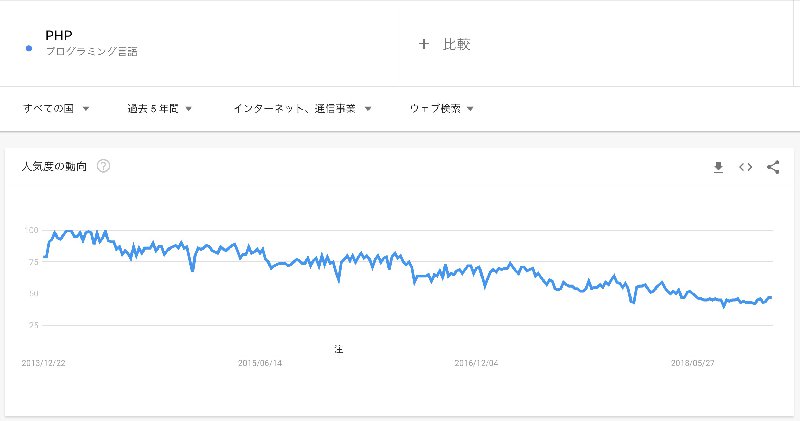 PHP
プログラミング言語
+ 比較
すべての国 過去 5 年間 インターネット、通信事業 ウェブ検索
人気度の動向 ?
100
75
50
25
注
2013/12/22 2015/06/14 2016/12/04 2018/05/27